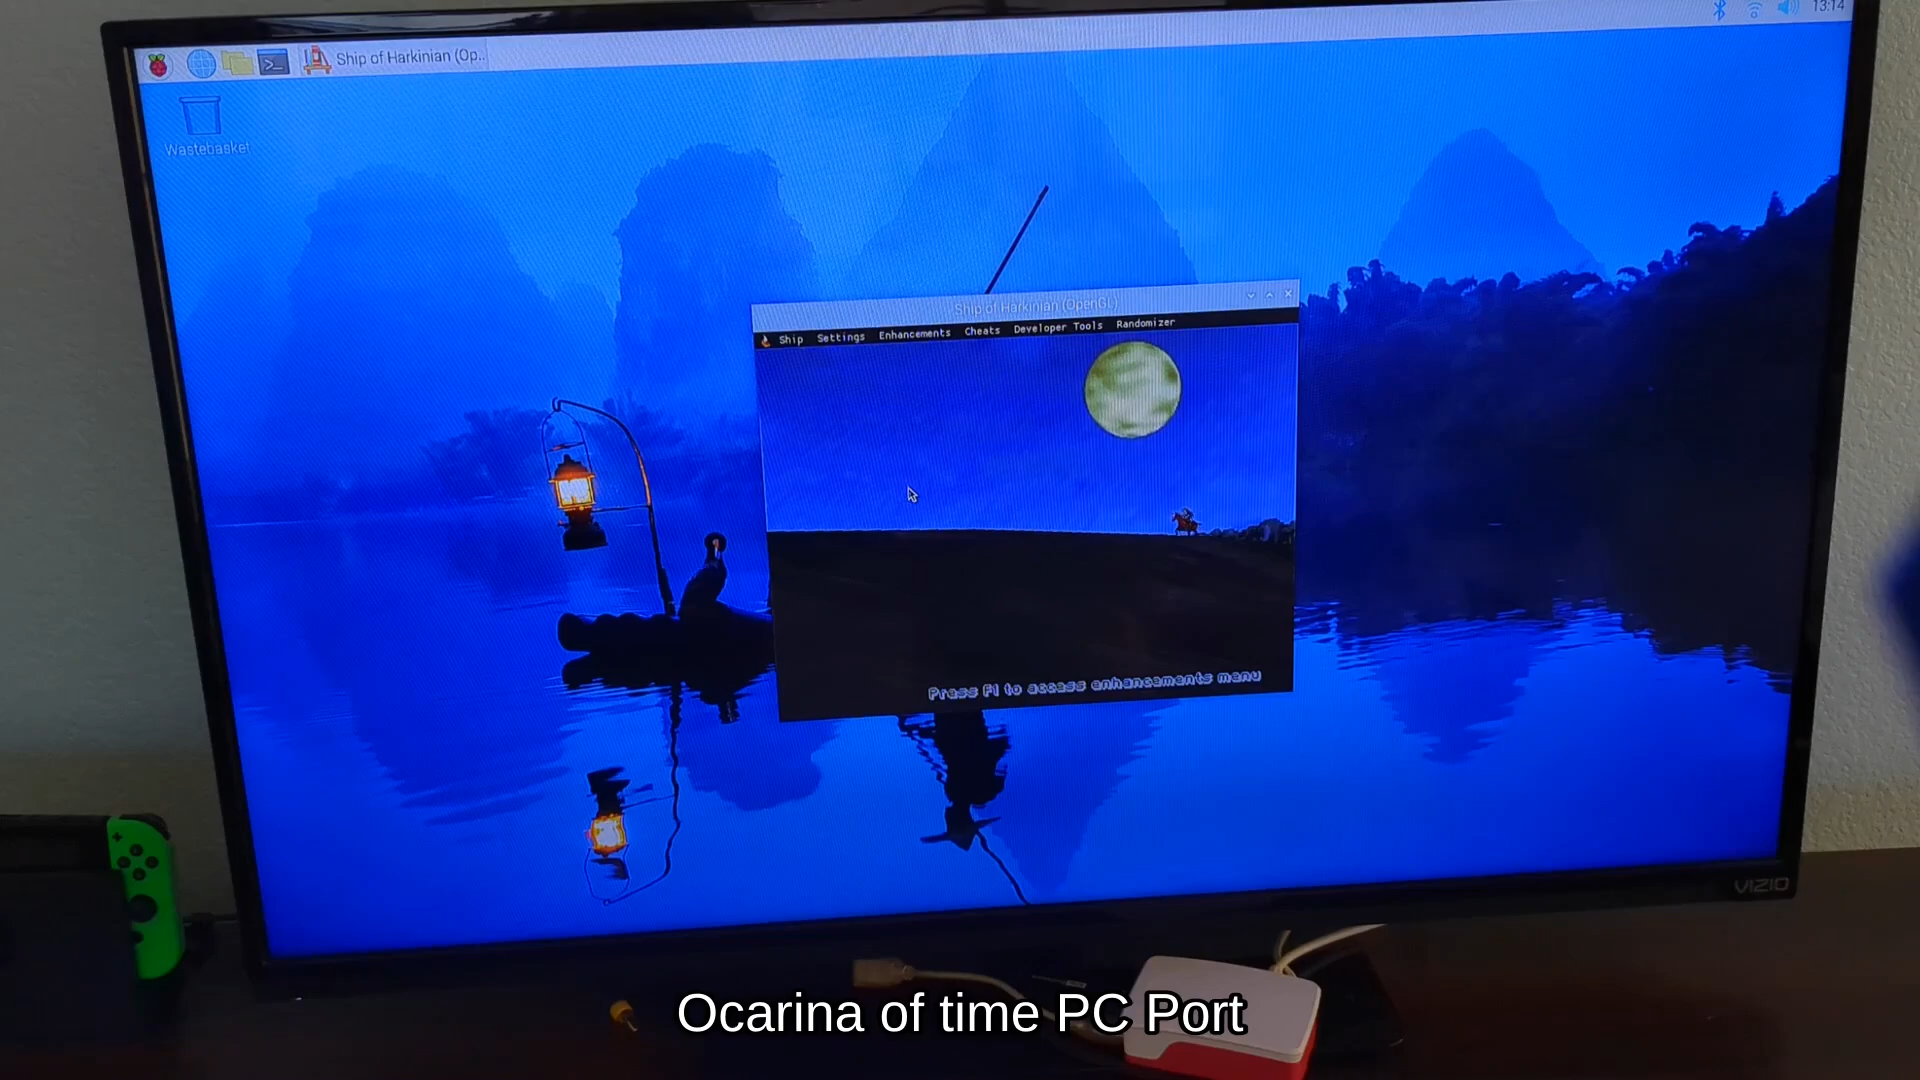 13:14
Ship of Harkinian (Op..
Wastebasket
Ship of Harkinian (OpenGL)
Ship Settings Enhancements Cheats Developer Tools Randomizer
Press F1 to access enhancements menu
VIZIO
Ocarina of time PC Port